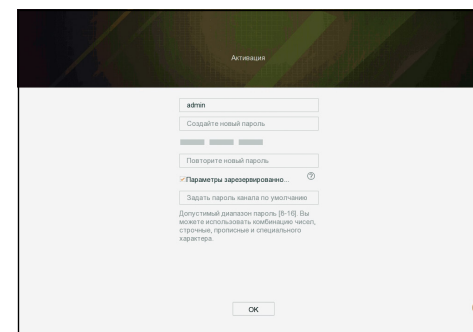 Активация
admin
Создайте новый пароль
Повторите новый пароль
Параметры зарезервированно...
Задать пароль канала по умолчанию
Допустимый диапазон пароль [8-16]. Вы
можете использовать комбинацию чисел,
строчные, прописные и специального
характера.
OK